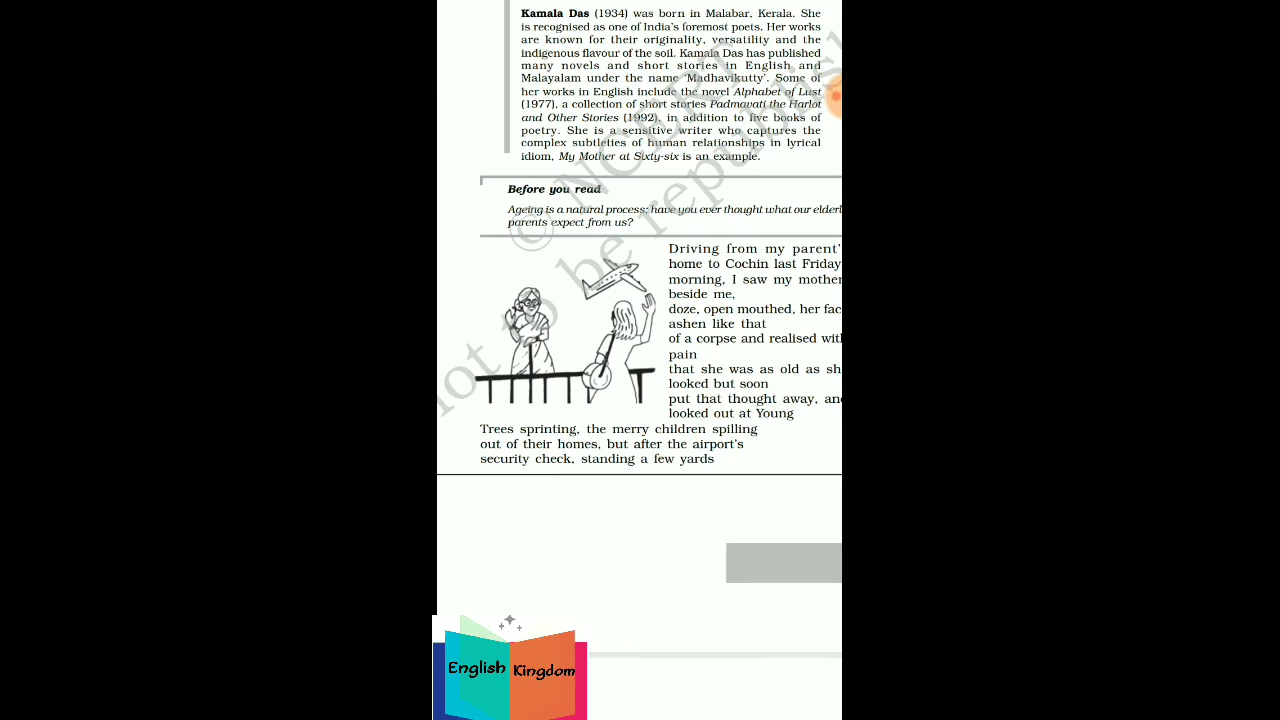 Kamala Das (1934) was born in Malabar, Kerala. She
is recognised as one of India's foremost poets. Her works
are known for their originality, versatility and the
indigenous flavour of the soil. Kamala Das has published
many novels and short stories in English and
Malayalam under the name 'Madhavikutty'. Some of
her works in English include the novel Alphabet of Lust
(1977), a collection of short stories Padmavati the Harlot
and Other Stories (1992), in addition to five books of
poetry. She is a sensitive writer who captures the
complex subtleties of human relationships in lyrical
idiom, My Mother at Sixty-six is an example.
Before you read
Ageing is a natural process; have you ever thought what our elderl
parents expect from us?
Driving from my parent'
home to Cochin last Friday
morning, I saw my mother
beside me,
doze, open mouthed, her fac
ashen like that
of a corpse and realised with
pain
that she was as old as sh
looked but soon
put that thought away, and
looked out at Young
Trees sprinting, the merry children spilling
out of their homes, but after the airport's
security check, standing a few yards
© NCERT
not to be republish
English Kingdom